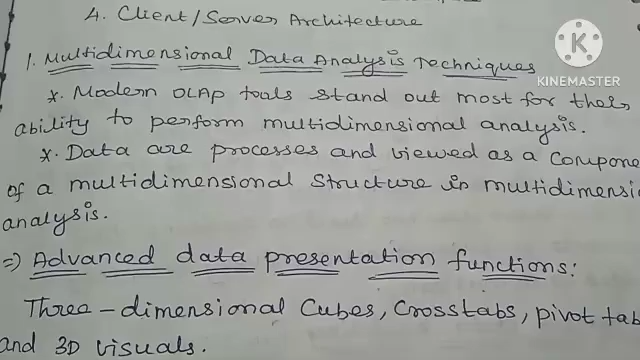 4. Client/Server Architecture
1. Multidimensional Data Analysis Techniques
*. Modern OLAP tools stand out most for their
ability to perform multidimensional analysis.
*. Data are processes and viewed as a Compone
of a multidimensional Structure in multidimensi
analysis.
=) Advanced data presentation functions:
Three-dimensional Cubes, Crosstabs, pivot tab
and 3D visuals.
K
KINEMASTER